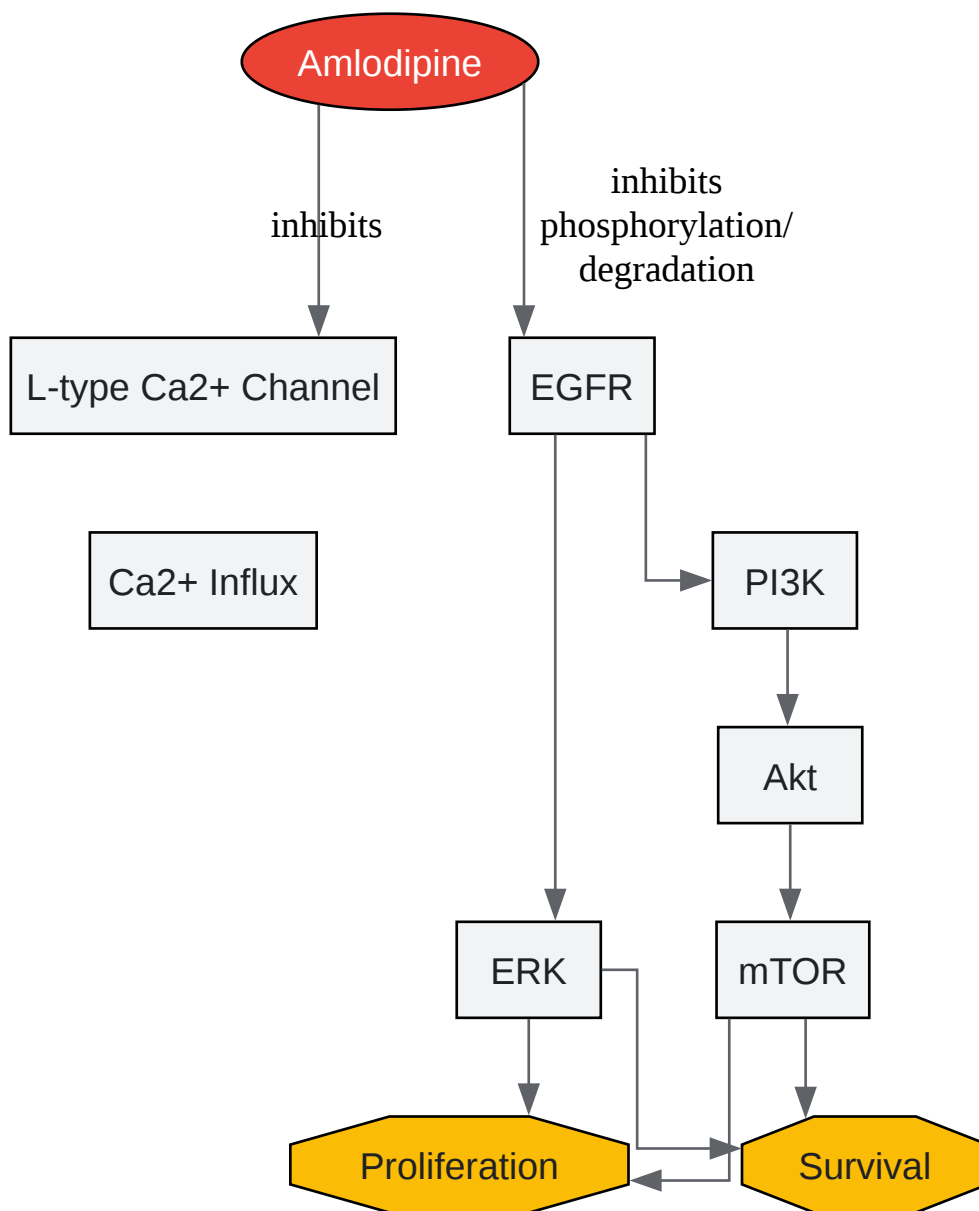 Amlodipine
inhibits
inhibits
phosphorylation/
degradation
L-type Ca2+ Channel
EGFR
Ca2+ Influx
PI3K
Akt
ERK
mTOR
Proliferation
Survival